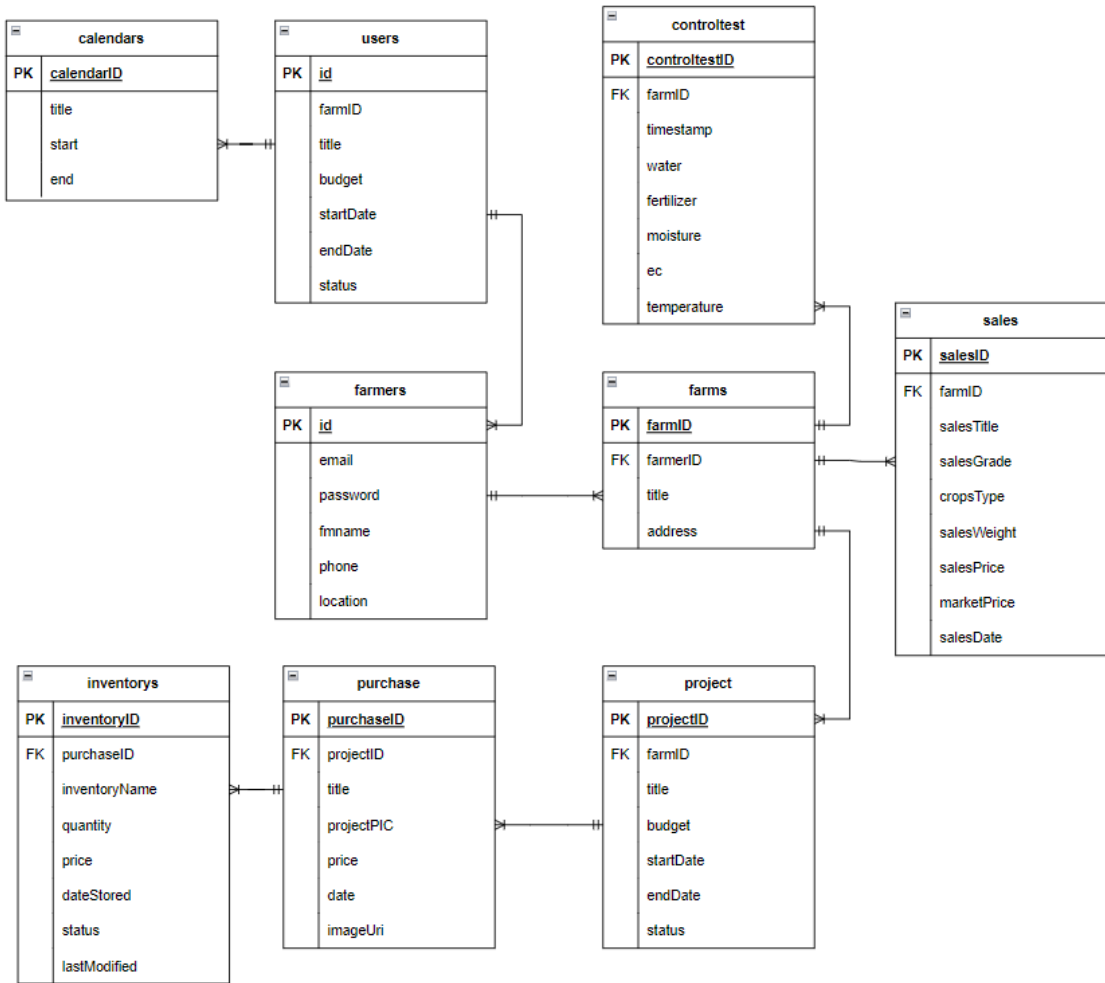 calendars
PK calendarID
title
start
end
users
PK id
farmID
title
budget
startDate
endDate
status
controltest
PK controltestID
FK farmID
timestamp
water
fertilizer
moisture
ec
temperature
sales
PK salesID
FK farmID
salesTitle
salesGrade
cropsType
salesWeight
salesPrice
marketPrice
salesDate
farmers
PK id
email
password
fmname
phone
location
farms
PK farmID
FK farmerID
title
address
inventorys
PK inventoryID
FK purchaseID
inventoryName
quantity
price
dateStored
status
lastModified
purchase
PK purchaseID
FK projectID
title
projectPIC
price
date
imageUri
project
PK projectID
FK farmID
title
budget
startDate
endDate
status